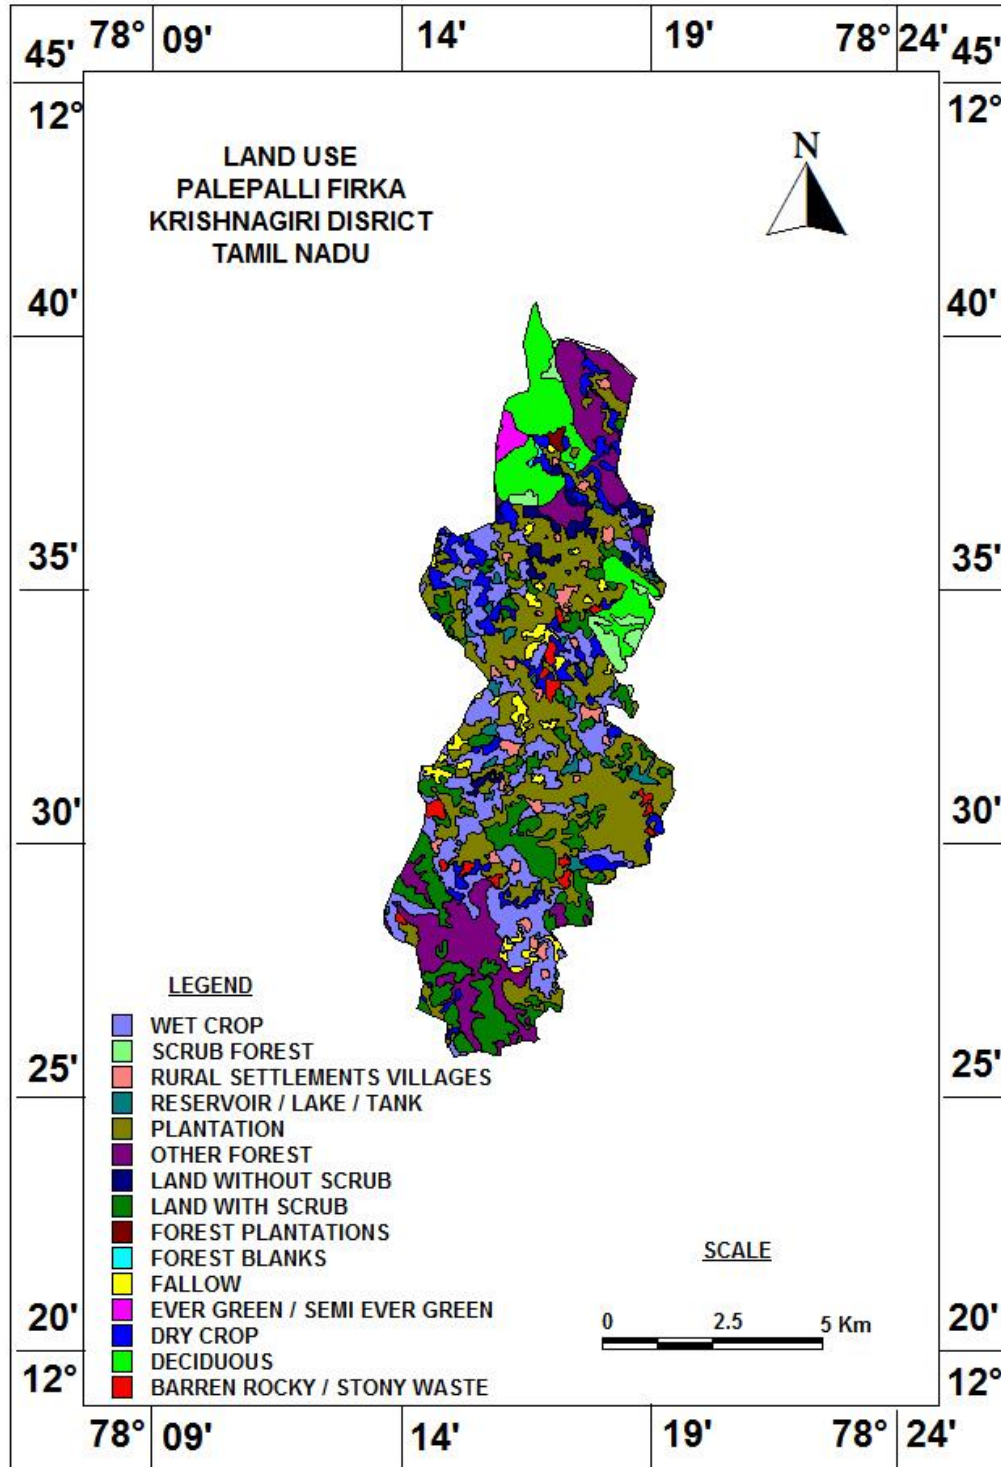 78° 09' 14' 19' 78° 24'
45' 45'
12° 12°
LAND USE
PALEPALLI FIRKA
KRISHNAGIRI DISRICT
TAMIL NADU
N
40' 40'
35' 35'
30' 30'
LEGEND
WET CROP
SCRUB FOREST
25' 25'
RURAL SETTLEMENTS VILLAGES
RESERVOIR / LAKE / TANK
PLANTATION
OTHER FOREST
LAND WITHOUT SCRUB
LAND WITH SCRUB
FOREST PLANTATIONS
FOREST BLANKS
FALLOW
EVER GREEN / SEMI EVER GREEN
DRY CROP
DECIDUOUS
BARREN ROCKY / STONY WASTE
SCALE
0 2.5 5 Km
20' 20'
12° 12°
78° 09' 14' 19' 78° 24'